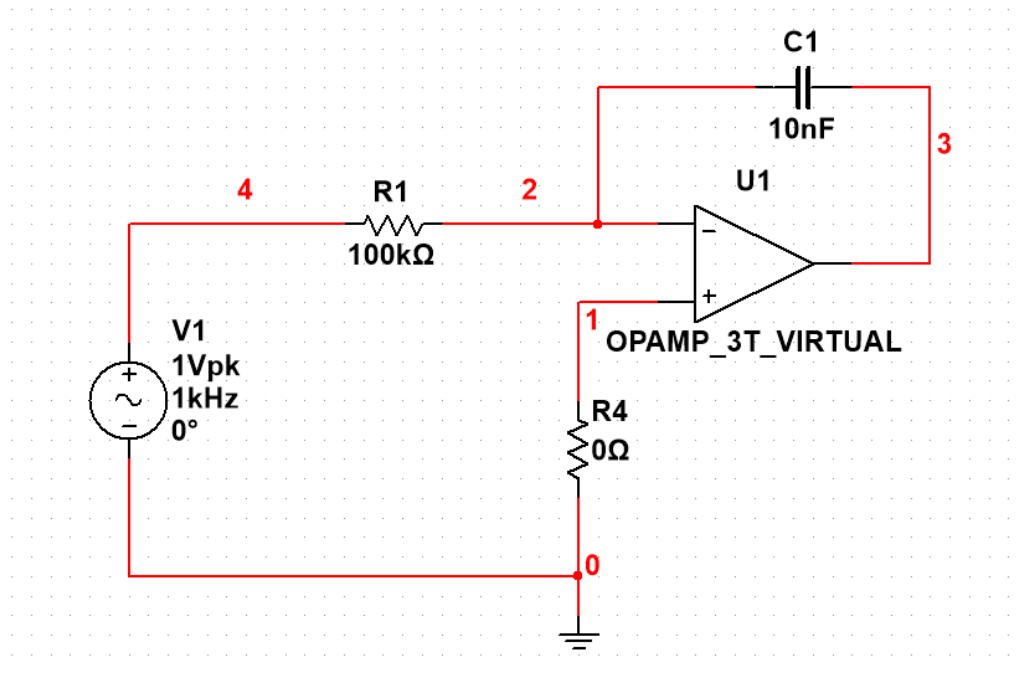 C1
10nF
3
U1
4
R1
2
100kΩ
−
+
1
OPAMP_3T_VIRTUAL
V1
1Vpk
+
1kHz
~
−
0°
R4
0Ω
0